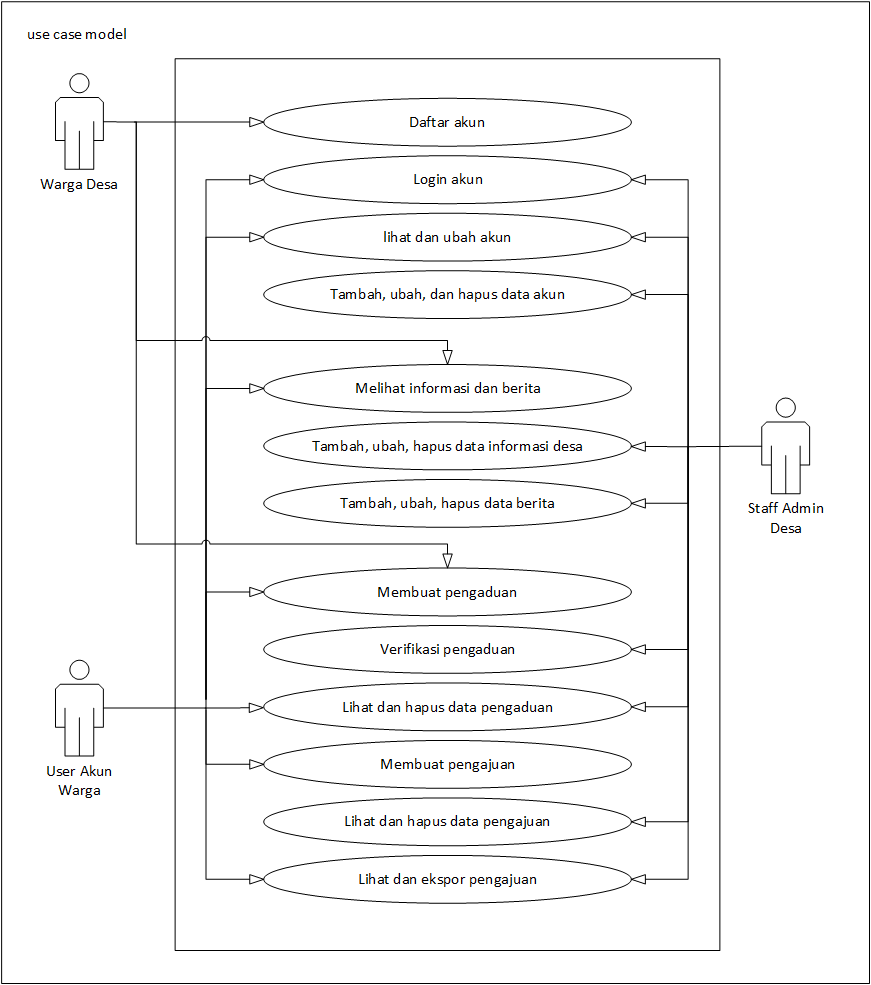 use case model
Warga Desa
Daftar akun
Login akun
lihat dan ubah akun
Tambah, ubah, dan hapus data akun
Melihat informasi dan berita
Tambah, ubah, hapus data informasi desa
Tambah, ubah, hapus data berita
Staff Admin
Desa
Membuat pengaduan
Verifikasi pengaduan
Lihat dan hapus data pengaduan
User Akun
Warga
Membuat pengajuan
Lihat dan hapus data pengajuan
Lihat dan ekspor pengajuan